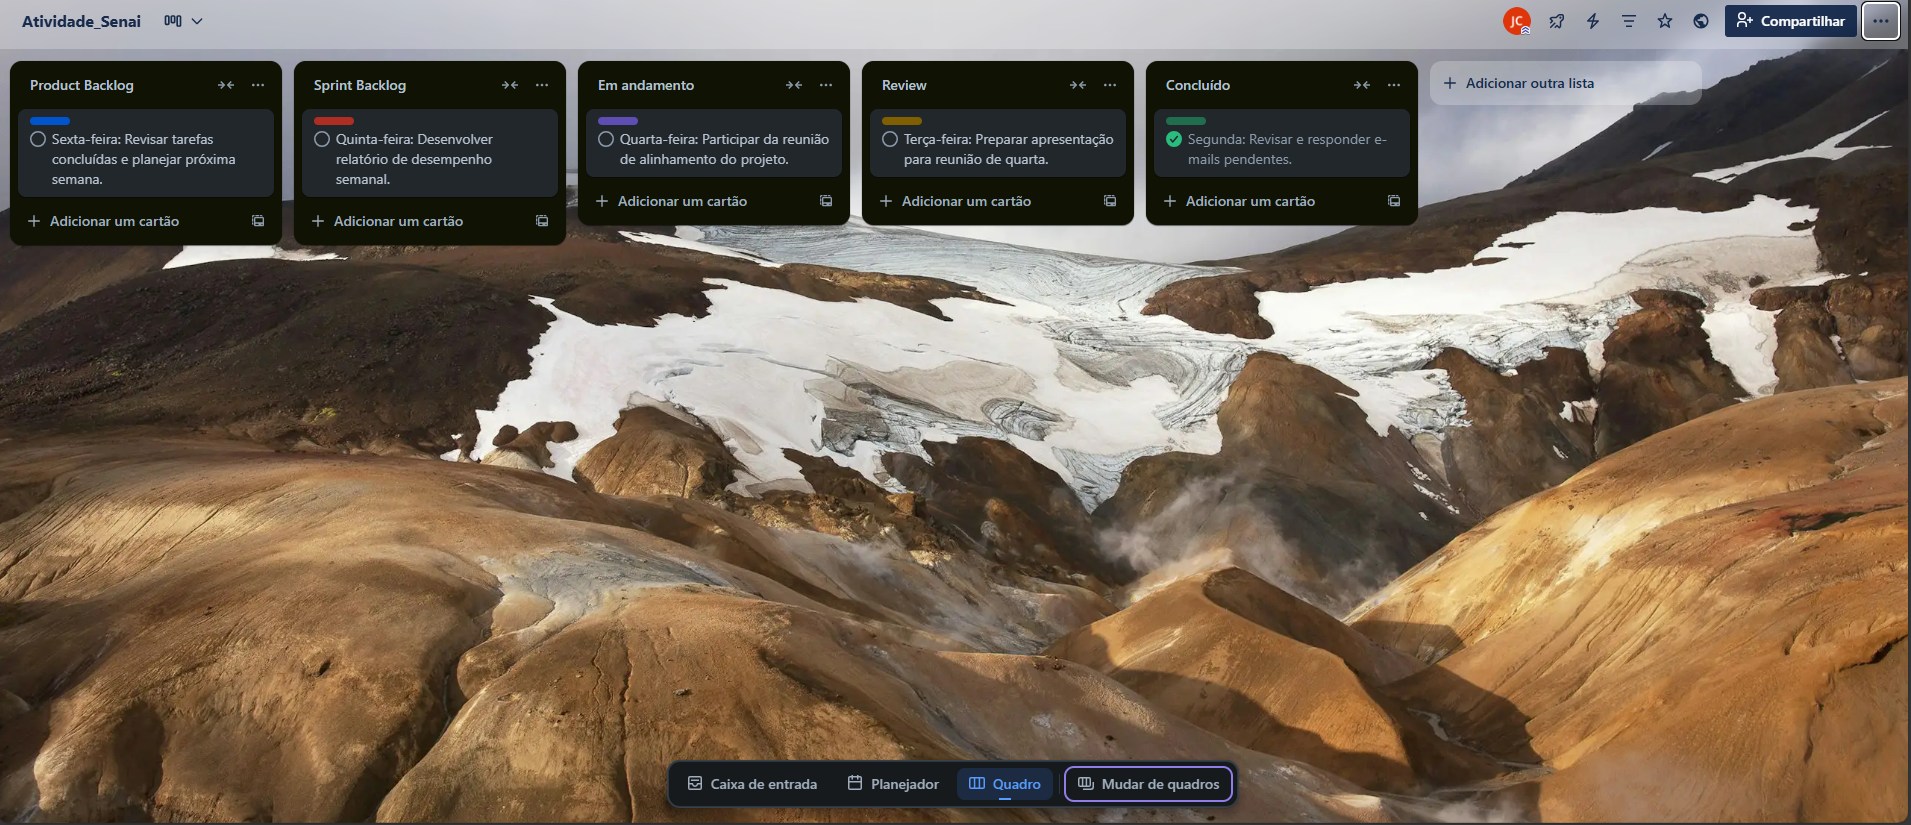 Atividade_Senai
JC
Compartilhar
Product Backlog
Sexta-feira: Revisar tarefas
concluídas e planejar próxima
semana.
Adicionar um cartão
Sprint Backlog
Quinta-feira: Desenvolver
relatório de desempenho
semanal.
Adicionar um cartão
Em andamento
Quarta-feira: Participar da reunião
de alinhamento do projeto.
Adicionar um cartão
Review
Terça-feira: Preparar apresentação
para reunião de quarta.
Adicionar um cartão
Concluído
Segunda: Revisar e responder e-
mails pendentes.
Adicionar um cartão
Adicionar outra lista
Caixa de entrada
Planejador
Quadro
Mudar de quadros